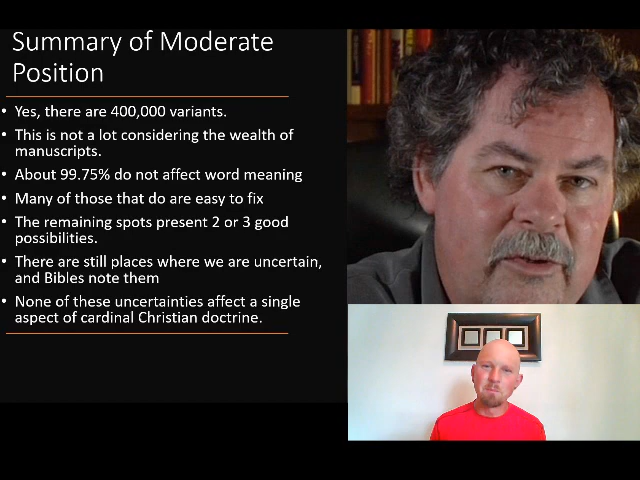 Summary of Moderate
Position
• Yes, there are 400,000 variants.
• This is not a lot considering the wealth of
manuscripts.
• About 99.75% do not affect word meaning
• Many of those that do are easy to fix
• The remaining spots present 2 or 3 good
possibilities.
• There are still places where we are uncertain,
and Bibles note them
• None of these uncertainties affect a single
aspect of cardinal Christian doctrine.